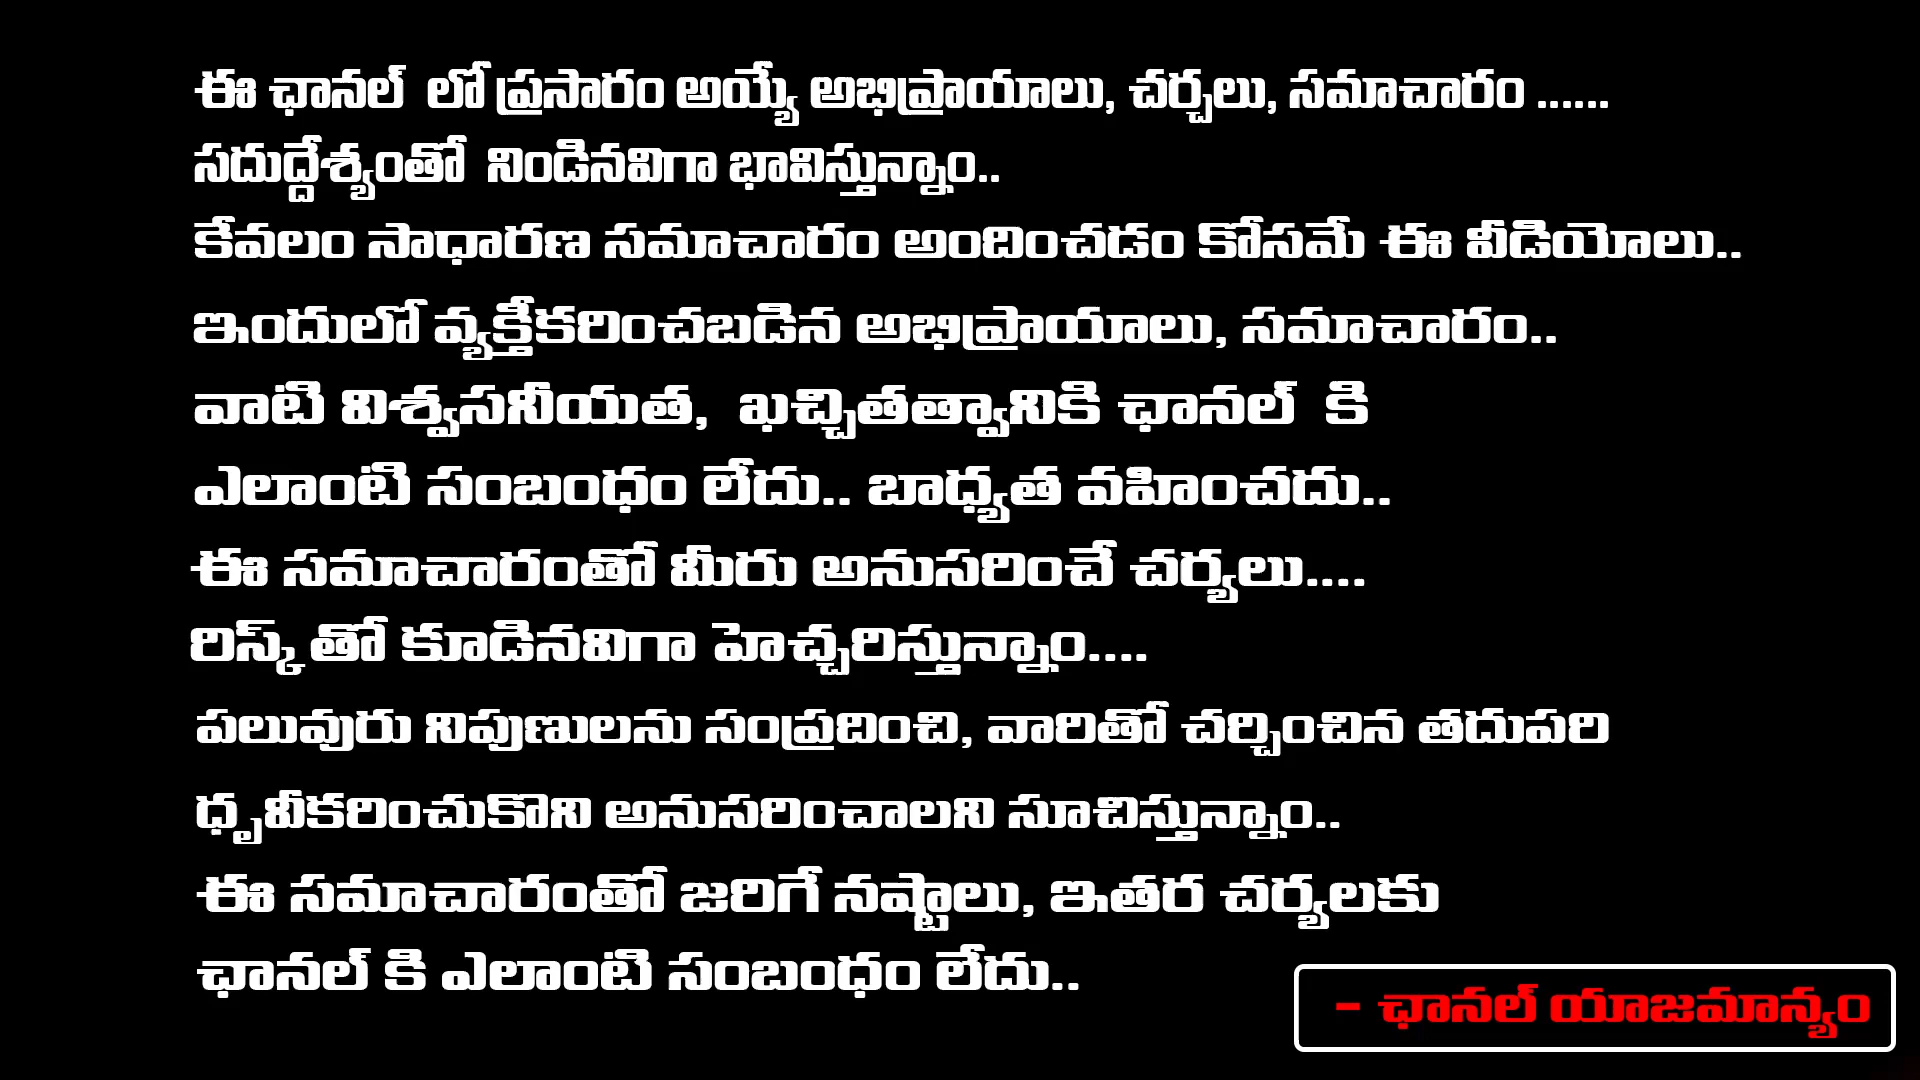 ఈ ఛానల్ లో ప్రసారం అయ్యే అభిప్రాయాలు, చర్చలు, సమాచారం ......
సదుద్దేశ్యంతో నిండినవిగా భావిస్తున్నాం..
కేవలం సాధారణ సమాచారం అందించడం కోసమే ఈ వీడియోలు..
ఇందులో వ్యక్తీకరించబడిన అభిప్రాయాలు, సమాచారం..
వాటి విశ్వసనీయత, ఖచ్చితత్వానికి ఛానల్ కి
ఎలాంటి సంబంధం లేదు.. బాధ్యత వహించదు..
ఈ సమాచారంతో మీరు అనుసరించే చర్యలు....
రిస్క్ తో కూడినవిగా హెచ్చరిస్తున్నాం....
పలువురు నిపుణులను సంప్రదించి, వారితో చర్చించిన తదుపరి
ధృవీకరించుకొని అనుసరించాలని సూచిస్తున్నాం..
ఈ సమాచారంతో జరిగే నష్టాలు, ఇతర చర్యలకు
ఛానల్ కి ఎలాంటి సంబంధం లేదు..
- ఛానల్ యాజమాన్యం